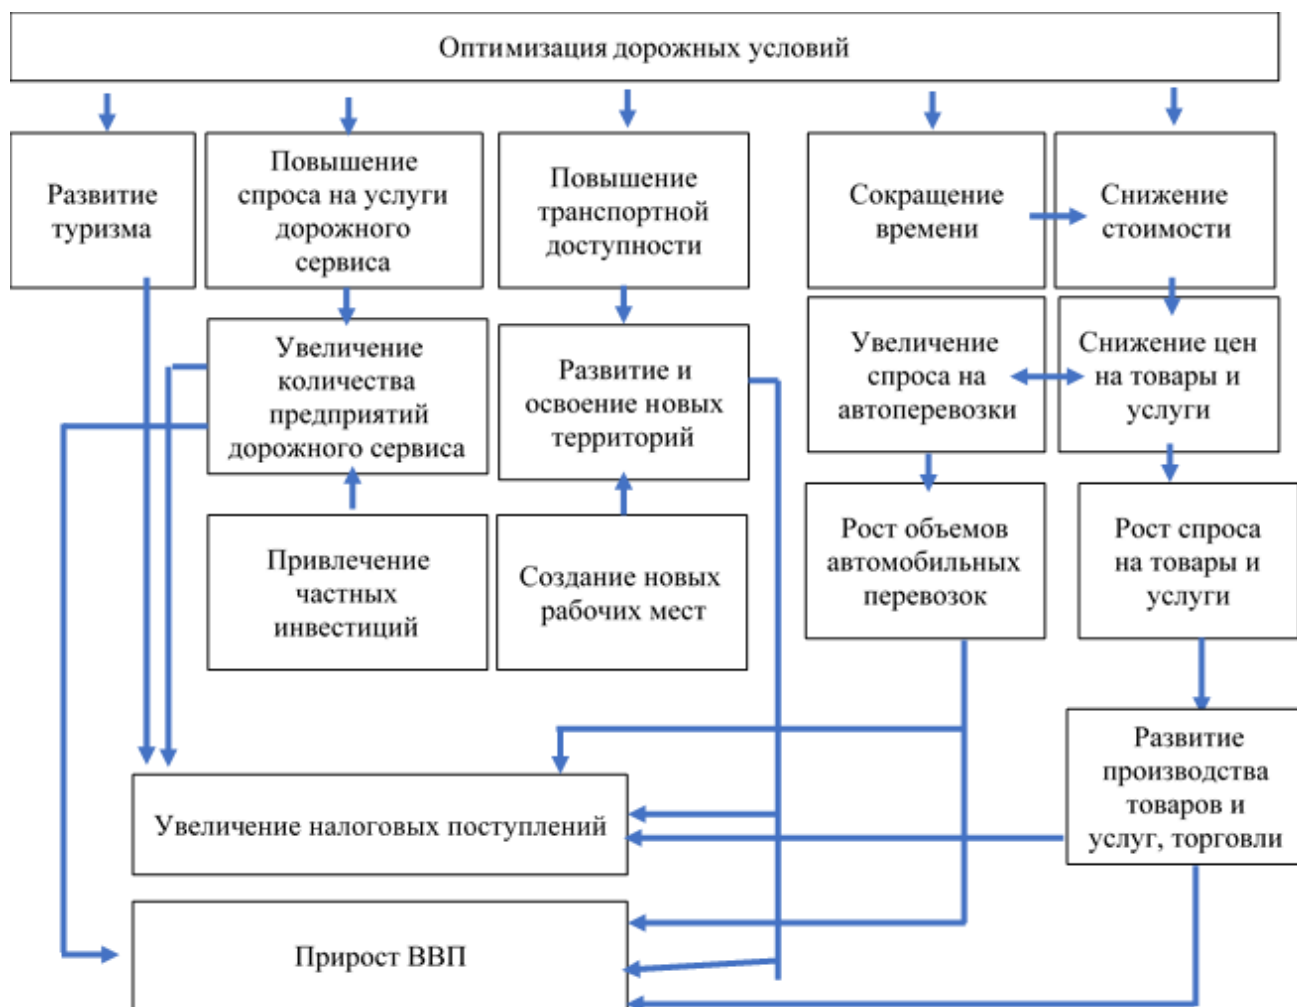 Оптимизация дорожных условий
Развитие
туризма
Повышение
спроса на услуги
дорожного
сервиса
Повышение
транспортной
доступности
Сокращение
времени
Снижение
стоимости
Увеличение
количества
предприятий
дорожного сервиса
Развитие и
освоение новых
территорий
Увеличение
спроса на
автоперевозки
Снижение цен
на товары и
услуги
Привлечение
частных
инвестиций
Создание новых
рабочих мест
Рост объемов
автомобильных
перевозок
Рост спроса
на товары и
услуги
Развитие
производства
товаров и
услуг, торговли
Увеличение налоговых поступлений
Прирост ВВП